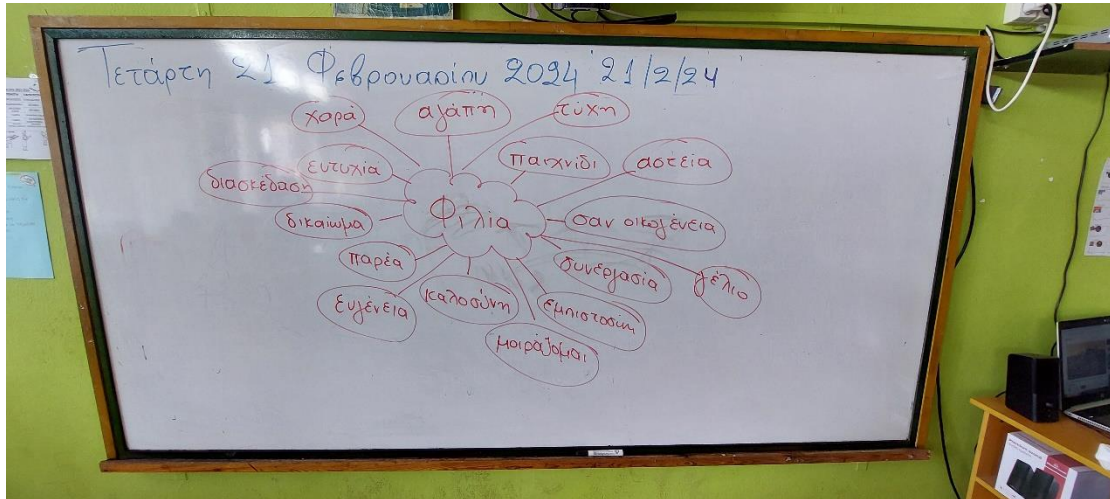 Τετάρτη 21 Φεβρουαρίου 2024 21/2/24
χαρά
αγάπη
τύχη
ευτυχία
παιχνίδι
αστεία
διασκέδαση
Φιλία
σαν οικογένεια
δικαίωμα
παρέα
συνεργασία
γέλιο
ευγένεια
καλοσύνη
εμπιστοσύνη
μοιράζομαι